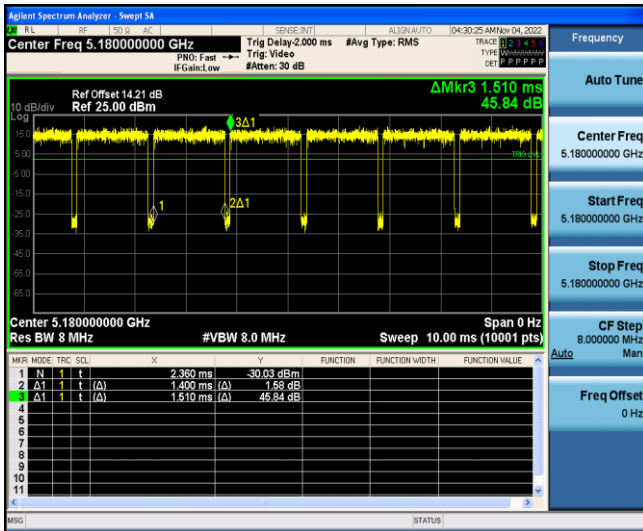 Agilent Spectrum Analyzer - Swept SA
RL RF 50 Ω AC SENSE:INT ALIGN AUTO 04:30:25 AM Nov 04, 2022
Center Freq 5.180000000 GHz
Trig Delay-2.000 ms #Avg Type: RMS
TRACE 1 2 3 4 5 6
PNO: Fast Trig: Video
TYPE
IFGain:Low #Atten: 30 dB
DET P P P P P P
Ref Offset 14.21 dB
ΔMkr3 1.510 ms
10 dB/div Ref 25.00 dBm
45.84 dB
Log
3Δ1
15.0
5.00
TRIG LVL
-5.00
-15.0
1
2Δ1
-25.0
-35.0
-45.0
-55.0
-65.0
Center 5.180000000 GHz Span 0 Hz
Res BW 8 MHz #VBW 8.0 MHz Sweep 10.00 ms (10001 pts)
MKR MODE TRC SCL X Y FUNCTION FUNCTION WIDTH FUNCTION VALUE
1 N 1 t 2.360 ms -30.03 dBm
2 Δ1 1 t (Δ) 1.400 ms (Δ) 1.58 dB
3 Δ1 1 t (Δ) 1.510 ms (Δ) 45.84 dB
4
5
6
7
8
9
10
11
MSG STATUS
Frequency
Auto Tune
Center Freq
5.180000000 GHz
Start Freq
5.180000000 GHz
Stop Freq
5.180000000 GHz
CF Step
8.000000 MHz
Auto Man
Freq Offset
0 Hz